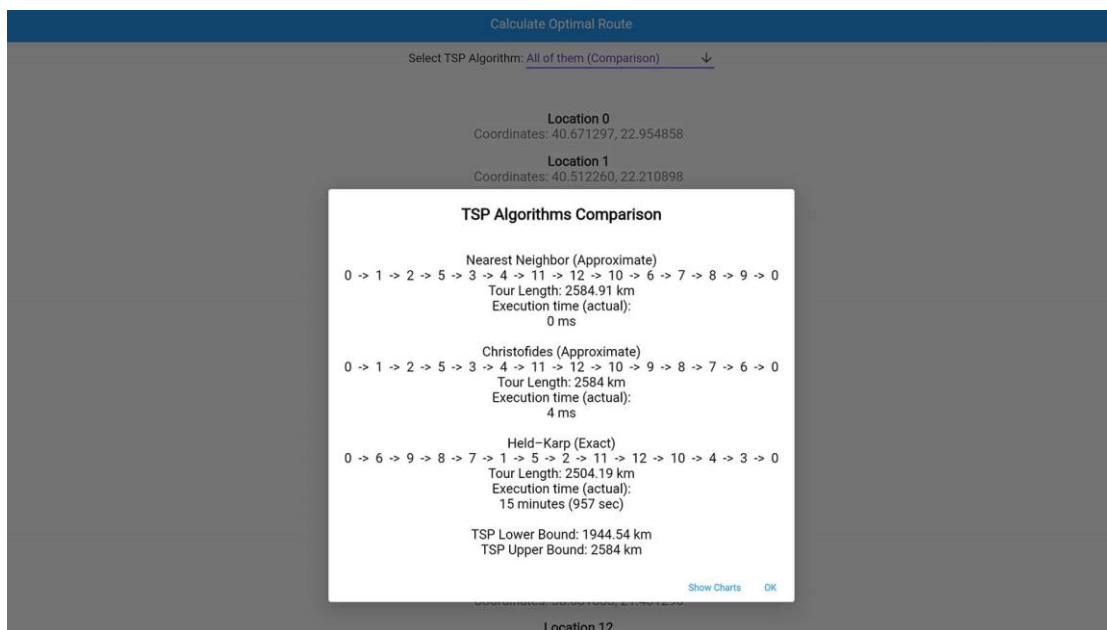 Calculate Optimal Route
Select TSP Algorithm: All of them (Comparison)
Location 0
Coordinates: 40.671297, 22.954858
Location 1
Coordinates: 40.512260, 22.210898
TSP Algorithms Comparison
Nearest Neighbor (Approximate)
0 -> 1 -> 2 -> 5 -> 3 -> 4 -> 11 -> 12 -> 10 -> 6 -> 7 -> 8 -> 9 -> 0
Tour Length: 2584.91 km
Execution time (actual):
0 ms
Christofides (Approximate)
0 -> 1 -> 2 -> 5 -> 3 -> 4 -> 11 -> 12 -> 10 -> 9 -> 8 -> 7 -> 6 -> 0
Tour Length: 2584 km
Execution time (actual):
4 ms
Held–Karp (Exact)
0 -> 6 -> 9 -> 8 -> 7 -> 1 -> 5 -> 2 -> 11 -> 12 -> 10 -> 4 -> 3 -> 0
Tour Length: 2504.19 km
Execution time (actual):
15 minutes (957 sec)
TSP Lower Bound: 1944.54 km
TSP Upper Bound: 2584 km
Show Charts OK
Location 12